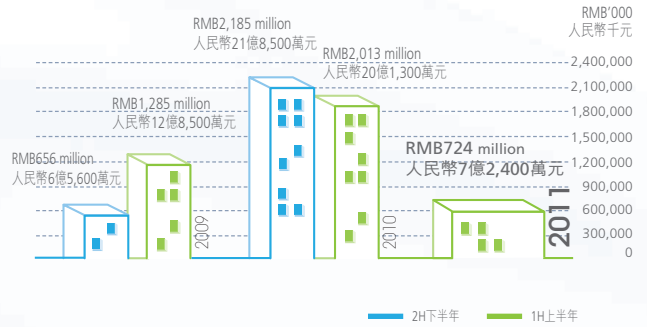 RMB'000
人民幣千元
RMB2,185 million
人民幣21億8,500萬元
RMB2,013 million
人民幣20億1,300萬元
RMB1,285 million
人民幣12億8,500萬元
RMB724 million
人民幣7億2,400萬元
RMB656 million
人民幣6億5,600萬元
2,400,000
2,100,000
1,800,000
1,500,000
1,200,000
900,000
600,000
300,000
0
2009
2010
2011
2H下半年
1H上半年